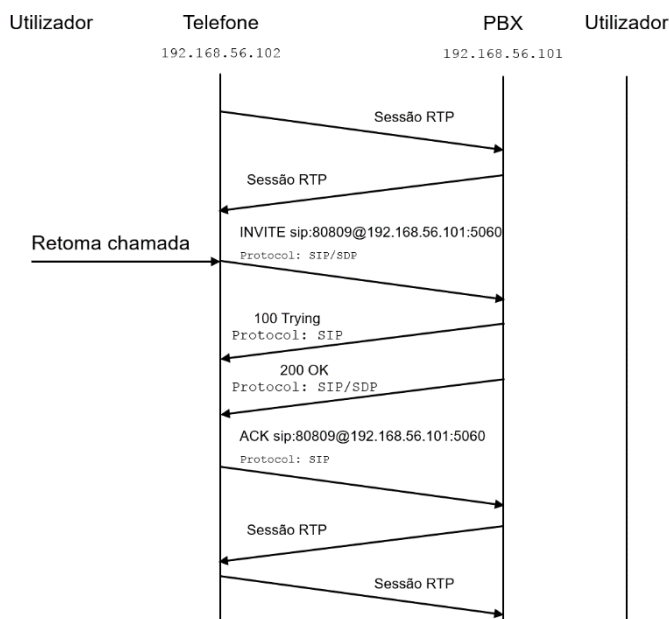 Utilizador Telefone PBX Utilizador
192.168.56.102 192.168.56.101
Sessão RTP
Sessão RTP
INVITE sip:80809@192.168.56.101:5060
Retoma chamada
Protocol: SIP/SDP
100 Trying
Protocol: SIP
200 OK
Protocol: SIP/SDP
ACK sip:80809@192.168.56.101:5060
Protocol: SIP
Sessão RTP
Sessão RTP